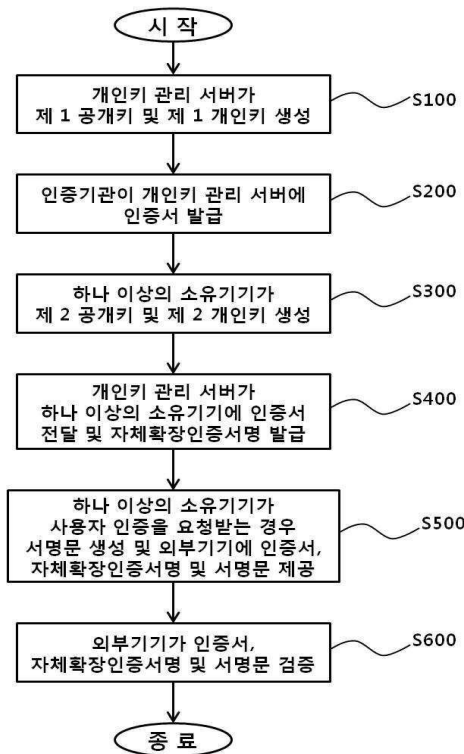 시 작
개인키 관리 서버가
제 1 공개키 및 제 1 개인키 생성
S100
인증기관이 개인키 관리 서버에
인증서 발급
S200
하나 이상의 소유기기가
제 2 공개키 및 제 2 개인키 생성
S300
개인키 관리 서버가
하나 이상의 소유기기에 인증서
전달 및 자체확장인증서명 발급
S400
하나 이상의 소유기기가
사용자 인증을 요청받는 경우
서명문 생성 및 외부기기에 인증서,
자체확장인증서명 및 서명문 제공
S500
외부기기가 인증서,
자체확장인증서명 및 서명문 검증
S600
종 료